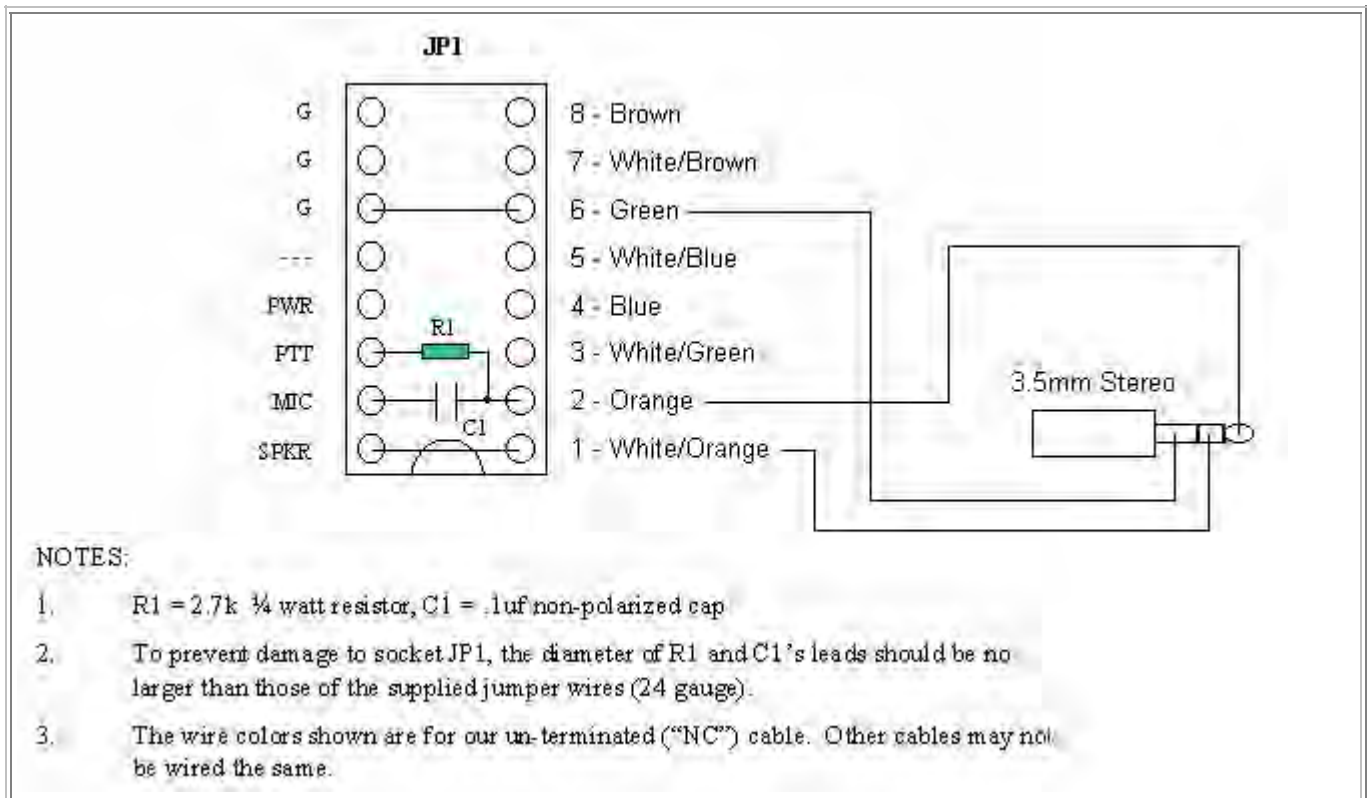 JP1
G
8 - Brown
G
7 - White/Brown
G
6 - Green
---
5 - White/Blue
PWR
4 - Blue
R1
PTT
3 - White/Green
3.5mm Stereo
MIC
2 - Orange
C1
SPKR
1 - White/Orange
NOTES:
1. R1 = 2.7k ¼ watt resistor, C1 = .1uf non-polarized cap
2. To prevent damage to socket JP1, the diameter of R1 and C1's leads should be no
larger than those of the supplied jumper wires (24 gauge).
3. The wire colors shown are for our un-terminated ("NC") cable. Other cables may not
be wired the same.